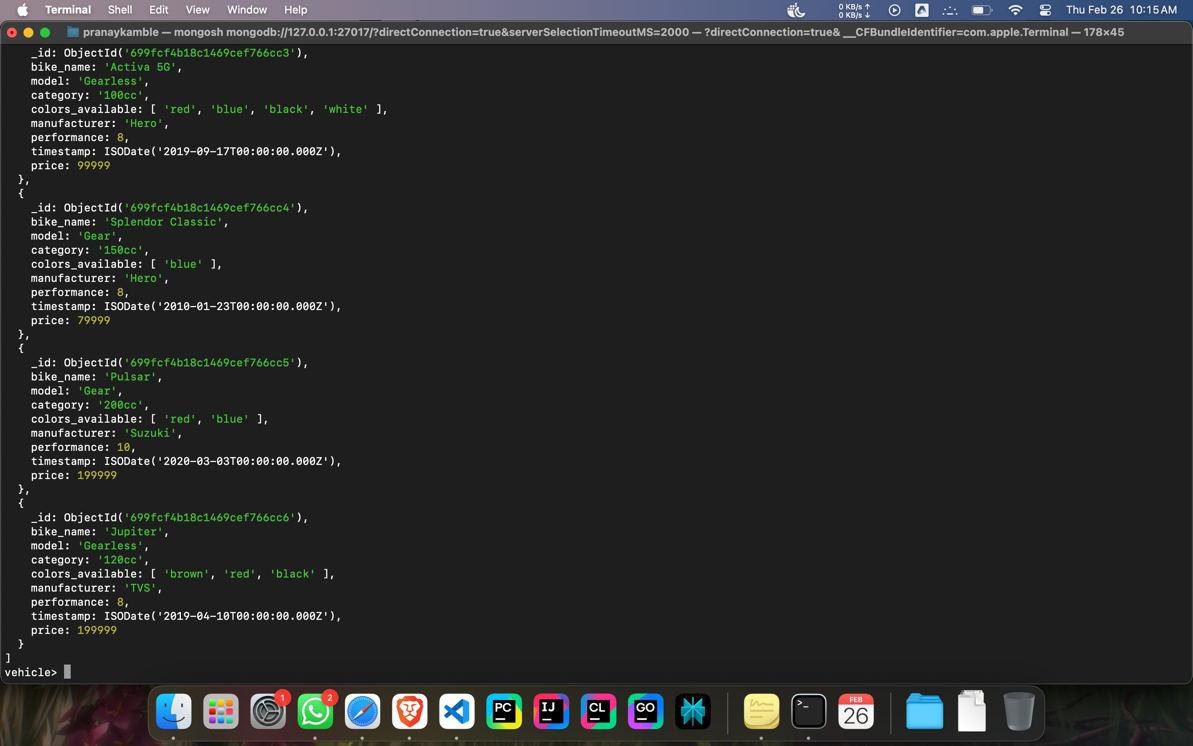 Terminal Shell Edit View Window Help 0 KB/s ↑ 0 KB/s ↓ Thu Feb 26 10:15 AM
pranaykamble — mongosh mongodb://127.0.0.1:27017/?directConnection=true&serverSelectionTimeoutMS=2000 — ?directConnection=true& __CFBundleIdentifier=com.apple.Terminal — 178×45
_id: ObjectId('699fcf4b18c1469cef766cc3'),
bike_name: 'Activa 5G',
model: 'Gearless',
category: '100cc',
colors_available: [ 'red', 'blue', 'black', 'white' ],
manufacturer: 'Hero',
performance: 8,
timestamp: ISODate('2019-09-17T00:00:00.000Z'),
price: 99999
},
{
_id: ObjectId('699fcf4b18c1469cef766cc4'),
bike_name: 'Splendor Classic',
model: 'Gear',
category: '150cc',
colors_available: [ 'blue' ],
manufacturer: 'Hero',
performance: 8,
timestamp: ISODate('2010-01-23T00:00:00.000Z'),
price: 79999
},
{
_id: ObjectId('699fcf4b18c1469cef766cc5'),
bike_name: 'Pulsar',
model: 'Gear',
category: '200cc',
colors_available: [ 'red', 'blue' ],
manufacturer: 'Suzuki',
performance: 10,
timestamp: ISODate('2020-03-03T00:00:00.000Z'),
price: 199999
},
{
_id: ObjectId('699fcf4b18c1469cef766cc6'),
bike_name: 'Jupiter',
model: 'Gearless',
category: '120cc',
colors_available: [ 'brown', 'red', 'black' ],
manufacturer: 'TVS',
performance: 8,
timestamp: ISODate('2019-04-10T00:00:00.000Z'),
price: 199999
}
]
vehicle>
1 2 PC IJ CL GO >_ FEB 26